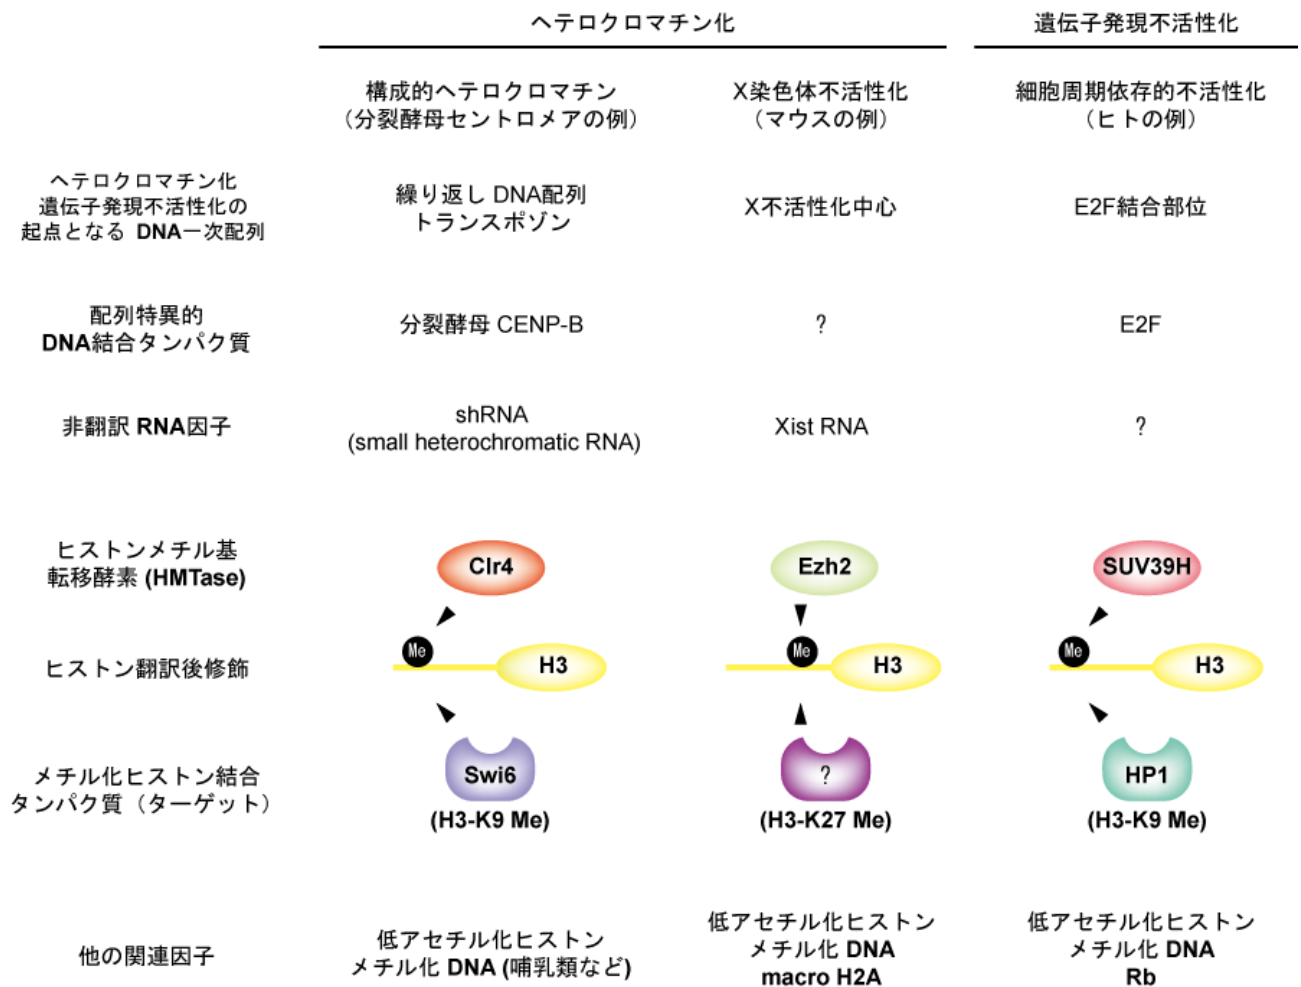 ヘテロクロマチン化
遺伝子発現不活性化
構成的ヘテロクロマチン
(分裂酵母セントロメアの例)
X染色体不活性化
(マウスの例)
細胞周期依存的不活性化
(ヒトの例)
ヘテロクロマチン化
遺伝子発現不活性化の
起点となる DNA一次配列
繰り返し DNA配列
トランスポゾン
X不活性化中心
E2F結合部位
配列特異的
DNA結合タンパク質
分裂酵母 CENP-B
?
E2F
非翻訳 RNA因子
shRNA
(small heterochromatic RNA)
Xist RNA
?
ヒストンメチル基
転移酵素 (HMTase)
Clr4
Ezh2
SUV39H
ヒストン翻訳後修飾
Me
H3
Me
H3
Me
H3
メチル化ヒストン結合
タンパク質(ターゲット)
Swi6
(H3-K9 Me)
?
(H3-K27 Me)
HP1
(H3-K9 Me)
他の関連因子
低アセチル化ヒストン
メチル化 DNA (哺乳類など)
低アセチル化ヒストン
メチル化 DNA
macro H2A
低アセチル化ヒストン
メチル化 DNA
Rb